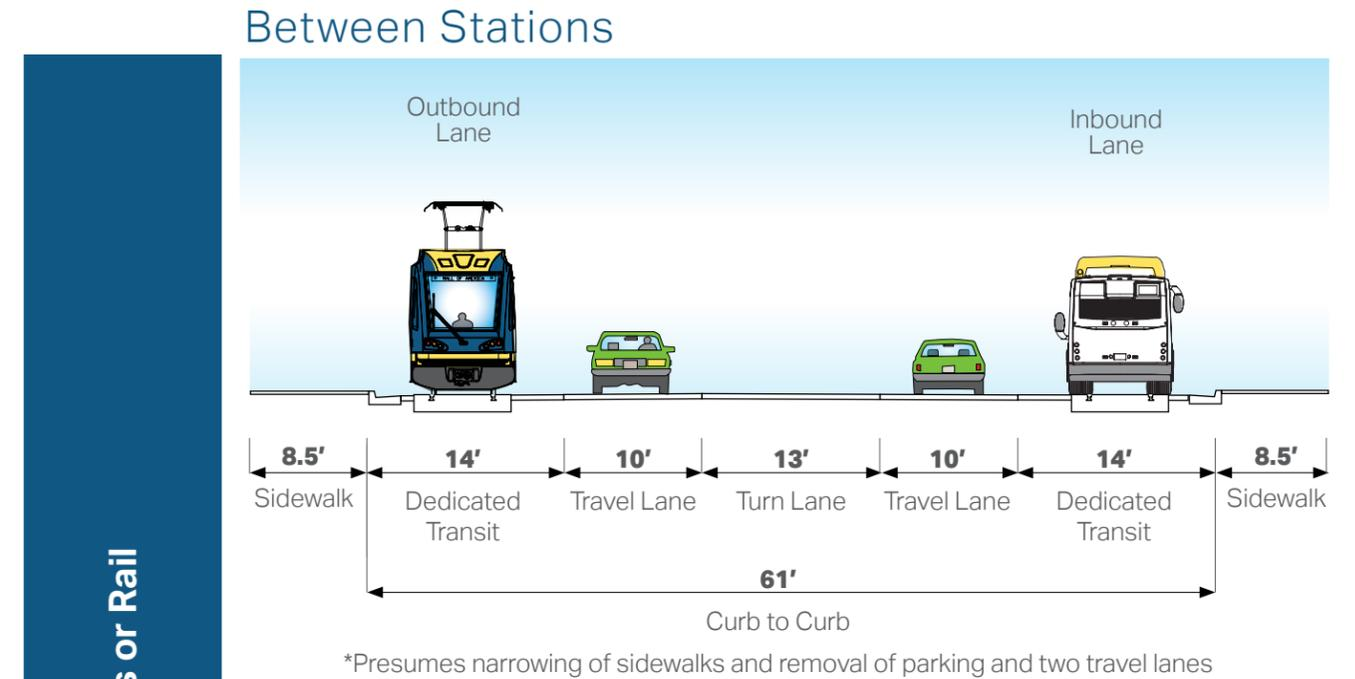 Between Stations
Outbound
Lane
Inbound
Lane
8.5′
14′
10′
13′
10′
14′
8.5′
Sidewalk
Dedicated
Transit
Travel Lane
Turn Lane
Travel Lane
Dedicated
Transit
Sidewalk
61′
Curb to Curb
*Presumes narrowing of sidewalks and removal of parking and two travel lanes
or Rail